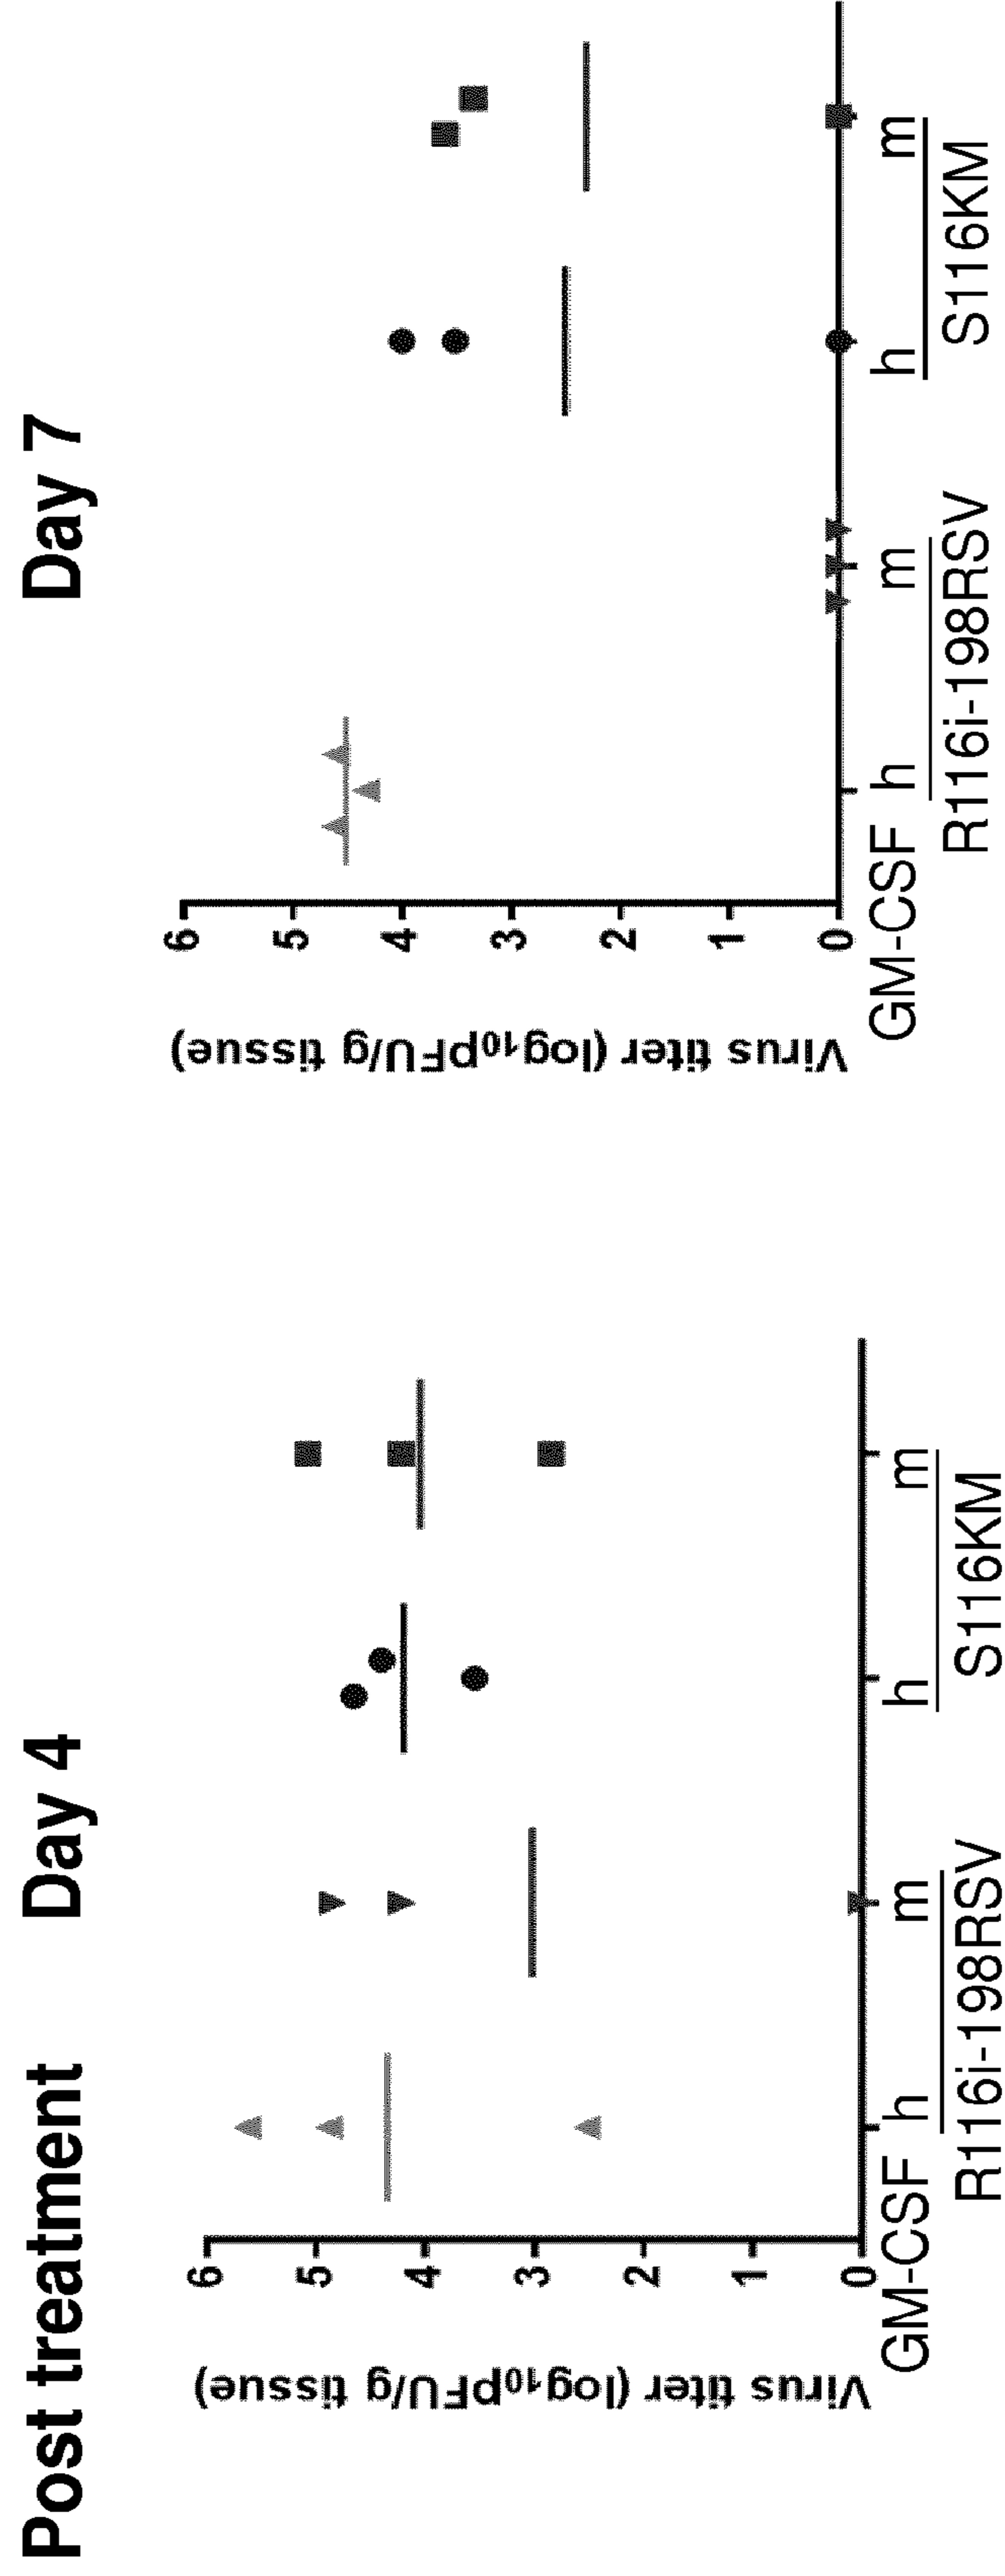 Post treatment
Day 4
Virus titer (log10PFU/g tissue)
6
5
4
3
2
1
0
GM-CSF h m h m
R116i-198RSV S116KM
Day 7
Virus titer (log10PFU/g tissue)
6
5
4
3
2
1
0
GM-CSF h m h m
R116i-198RSV S116KM